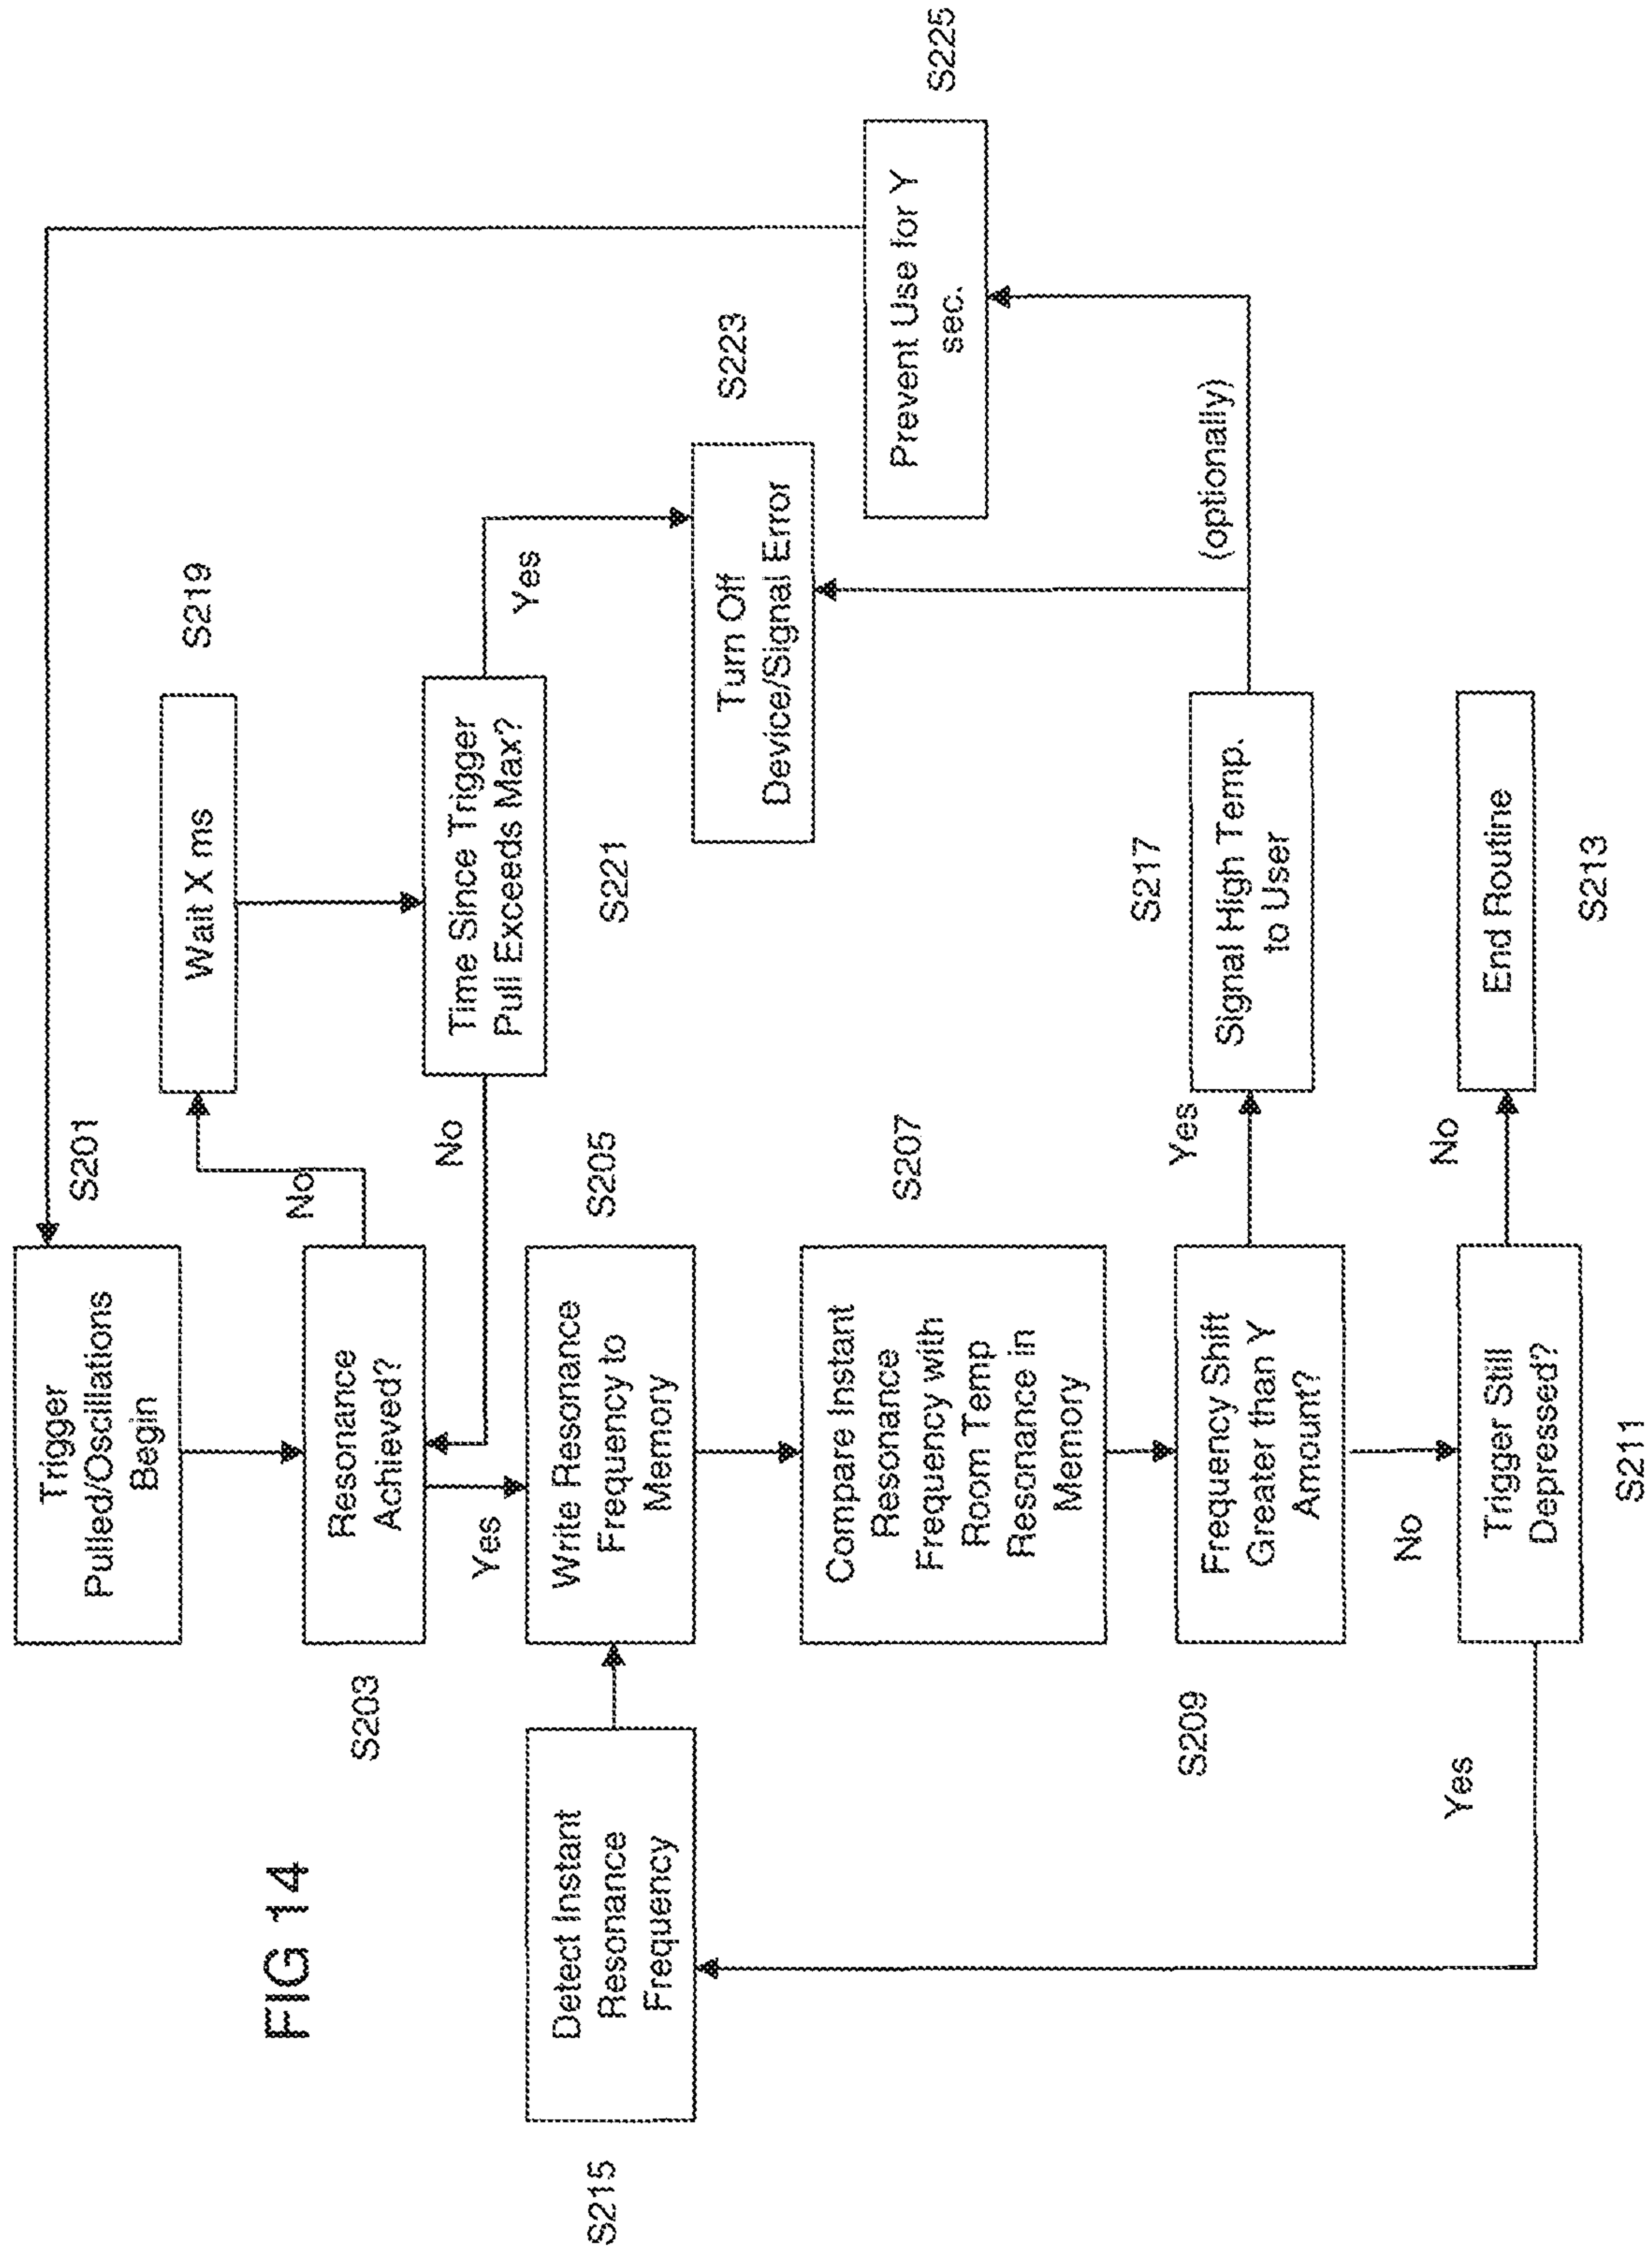 FIG 14
Trigger
Pulled/Oscillations
Begin
S201
Resonance
Achieved?
S203
No
Yes
Wait X ms
S219
Time Since Trigger
Pull Exceeds Max?
S221
No
Yes
Turn Off
Device/Signal Error
S223
Write Resonance
Frequency to
Memory
S205
Detect Instant
Resonance
Frequency
S215
Compare Instant
Resonance
Frequency with
Room Temp
Resonance in
Memory
S207
Frequency Shift
Greater than Y
Amount?
S209
Yes
No
Signal High Temp.
to User
S217
(optionally)
Prevent Use for Y
sec.
S225
Trigger Still
Depressed?
S211
Yes
No
End Routine
S213